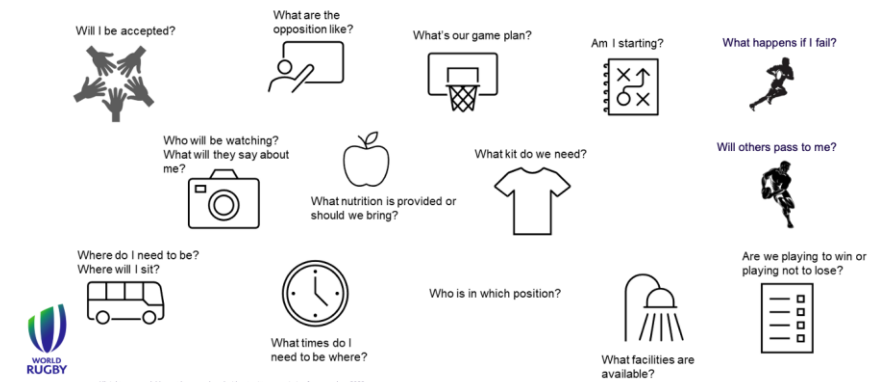 Will I be accepted?
What are the
opposition like?
What's our game plan?
Am I starting?
What happens if I fail?
Who will be watching?
What will they say about
me?
What nutrition is provided or
should we bring?
What kit do we need?
Will others pass to me?
Where do I need to be?
Where will I sit?
What times do I
need to be where?
Who is in which position?
What facilities are
available?
Are we playing to win or
playing not to lose?
WORLD
RUGBY